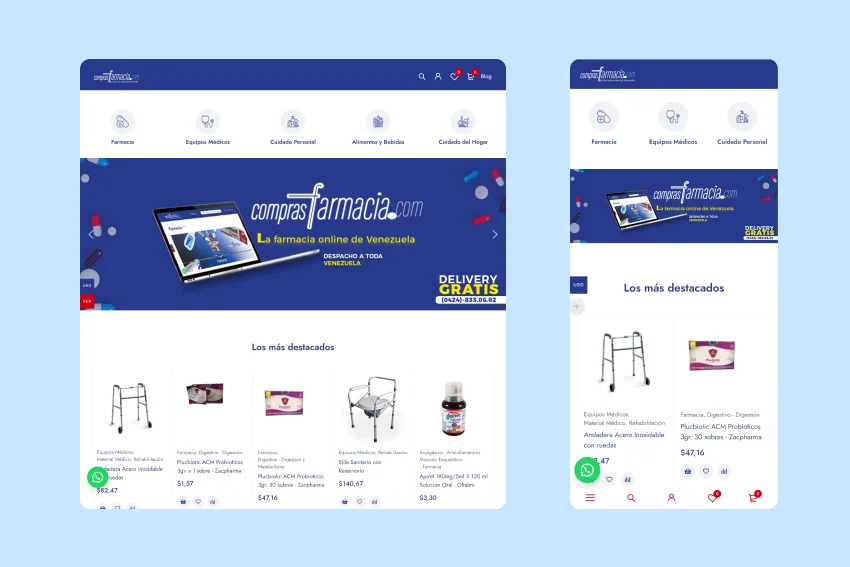 comprasfarmacia.com
0
0
Blog
Farmacia
Equipos Médicos
Cuidado Personal
Alimentos y Bebidas
Cuidado del Hogar
comprasfarmacia.com
La farmacia online de Venezuela
DESPACHO A TODA
VENEZUELA
DELIVERY
GRATIS
(0424)-833.06.02
USD
VES
Los más destacados
Equipos Médicos,
Material Médico, Rehabilitación
Andadera Acero Inoxidable
con ruedas
$82,47
Farmacia, Digestivo - Digestión
Plucbiotic ACM Probioticos
3gr. x 1 sobre - Zacpharma
$1,57
Farmacia,
Digestivo - Digestión y
Metabolismo
Plucbiotic ACM Probioticos
3gr. 30 sobres - Zacpharma
$47,16
Equipos Médicos, Rehabilitación
Silla Sanitaria con
Reservorio
$140,67
Analgésico - Antiinflamatorio
Músculo Esquelético
, Farmacia
Apiret 180mg/5ml X 120 ml
Solucion Oral - Oftalmi
$3,30
comprasfarmacia.com
Farmacia
Equipos Médicos
Cuidado Personal
comprasfarmacia.com
La farmacia online de Venezuela
DESPACHO A TODA
VENEZUELA
DELIVERY
GRATIS
USD
Los más destacados
Equipos Médicos,
Material Médico, Rehabilitación
Andadera Acero Inoxidable
con ruedas
Farmacia, Digestivo - Digestión
Plucbiotic ACM Probioticos
3gr. 30 sobres - Zacpharma
$47,16
0
0